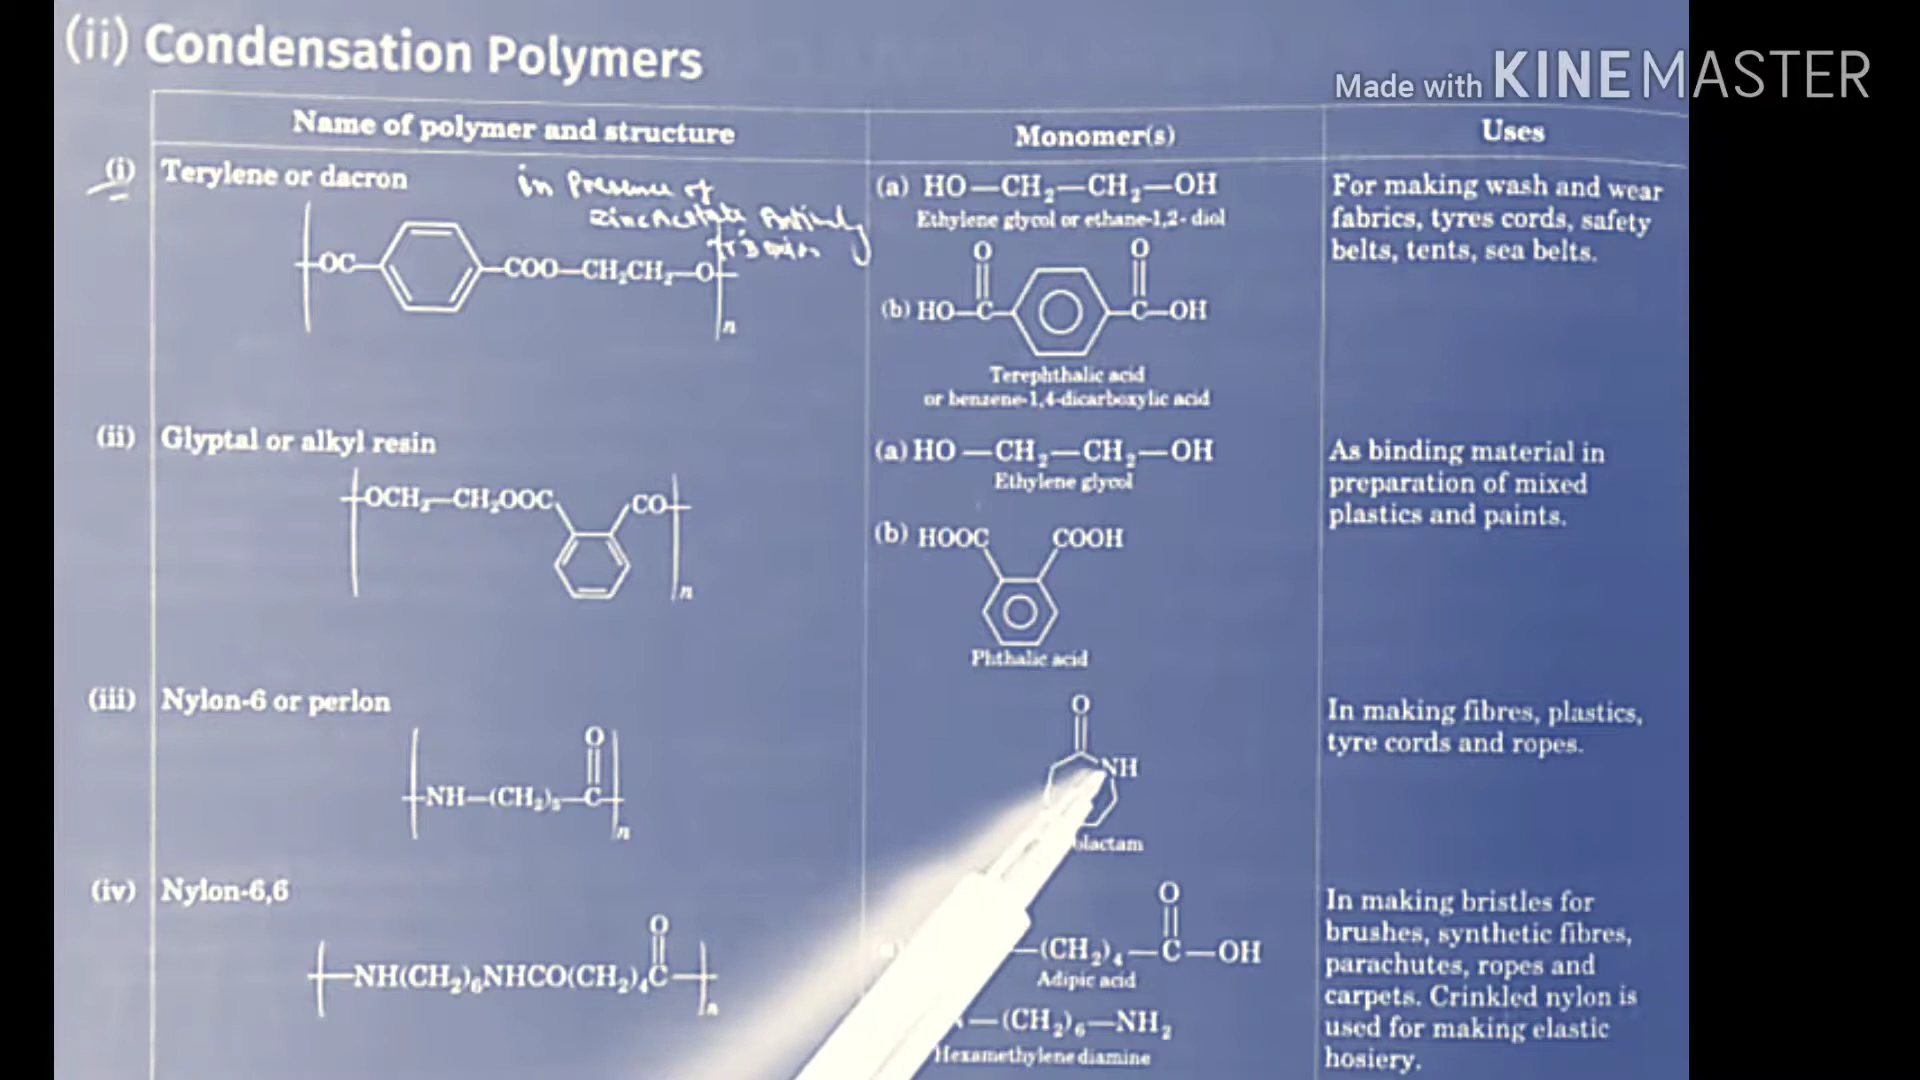 (ii) Condensation Polymers
Made with KINEMASTER
Name of polymer and structure
Monomer(s)
Uses
(i) Terylene or dacron
in Presence of
Zinc Acetate
OC
COO—CH₂CH₂—O
n
(a) HO—CH₂—CH₂—OH
Ethylene glycol or ethane-1,2- diol
O O
(b) HO—C C—OH
Terephthalic acid
or benzene-1,4-dicarboxylic acid
For making wash and wear
fabrics, tyres cords, safety
belts, tents, sea belts.
(ii) Glyptal or alkyl resin
OCH₂—CH₂OOC CO
n
(a) HO—CH₂—CH₂—OH
Ethylene glycol
(b) HOOC COOH
Phthalic acid
As binding material in
preparation of mixed
plastics and paints.
(iii) Nylon-6 or perlon
O
NH—(CH₂)₅—C
n
O
NH
lactam
In making fibres, plastics,
tyre cords and ropes.
(iv) Nylon-6,6
O
NH(CH₂)₆NHCO(CH₂)₄C
n
O
—(CH₂)₄—C—OH
Adipic acid
—(CH₂)₆—NH₂
Hexamethylene diamine
In making bristles for
brushes, synthetic fibres,
parachutes, ropes and
carpets. Crinkled nylon is
used for making elastic
hosiery.